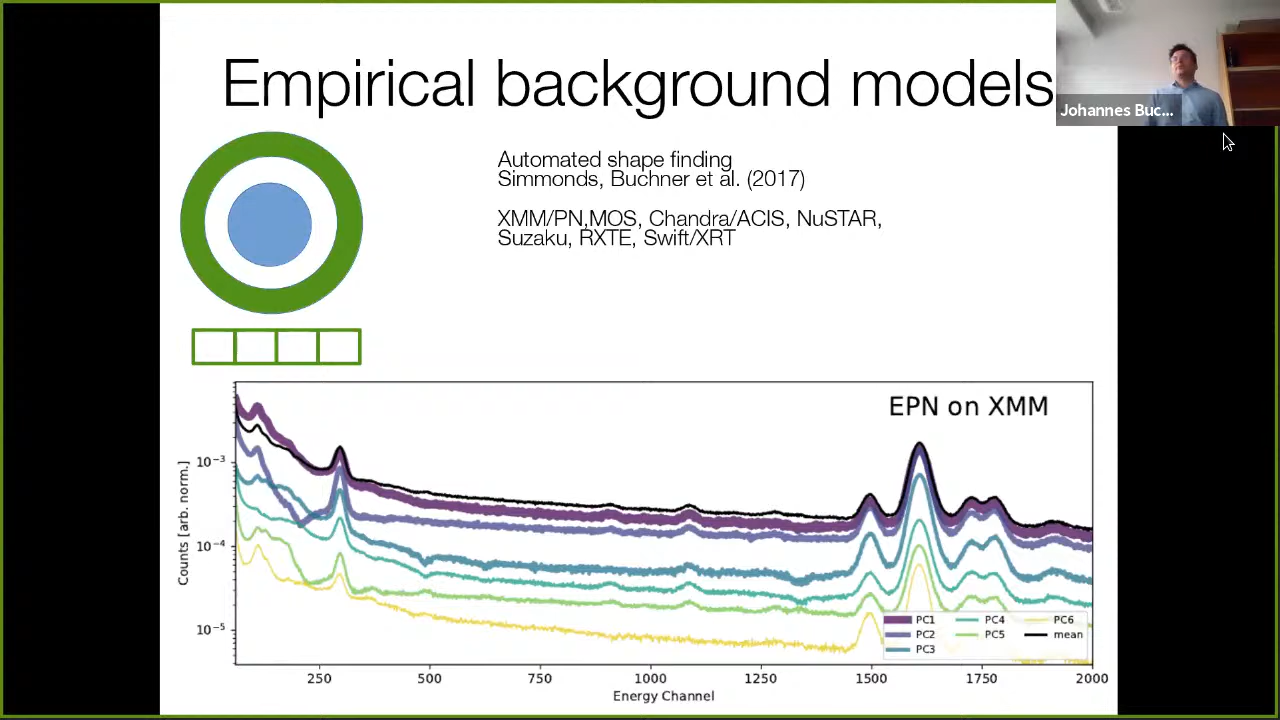 Empirical background models
Johannes Buc...
Automated shape finding
Simmonds, Buchner et al. (2017)
XMM/PN,MOS, Chandra/ACIS, NuSTAR,
Suzaku, RXTE, Swift/XRT
EPN on XMM
Counts [arb. norm.]
10⁻³
10⁻⁴
10⁻⁵
PC1 PC4 PC6
PC2 PC5 mean
PC3
250 500 750 1000 1250 1500 1750 2000
Energy Channel